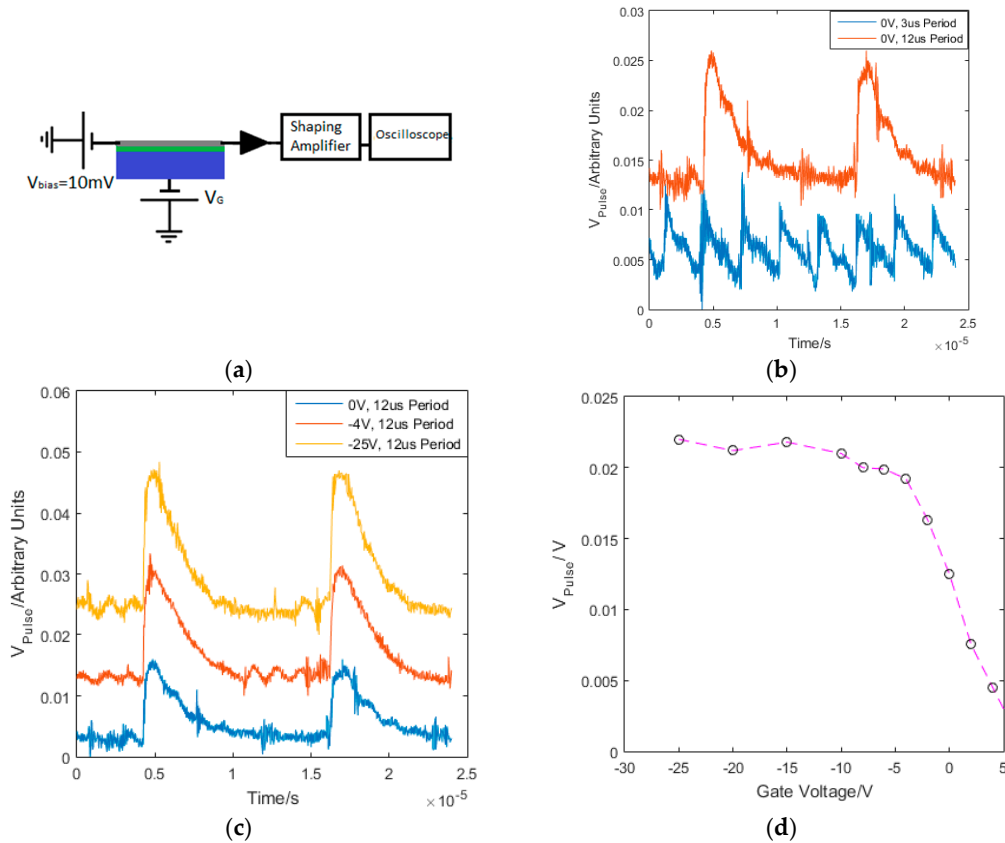 Shaping
Amplifier
Oscilloscope
Vbias=10mV
VG
(a)
0V, 3us Period
0V, 12us Period
0.03
0.025
0.02
0.015
0.01
0.005
0
VPulse/Arbitrary Units
0 0.5 1 1.5 2 2.5
Time/s
× 10-5
(b)
0V, 12us Period
-4V, 12us Period
-25V, 12us Period
0.06
0.05
0.04
0.03
0.02
0.01
0
VPulse/Arbitrary Units
0 0.5 1 1.5 2 2.5
Time/s
× 10-5
(c)
0.025
0.02
0.015
0.01
0.005
0
VPulse/ V
-30 -25 -20 -15 -10 -5 0 5
Gate Voltage/V
(d)